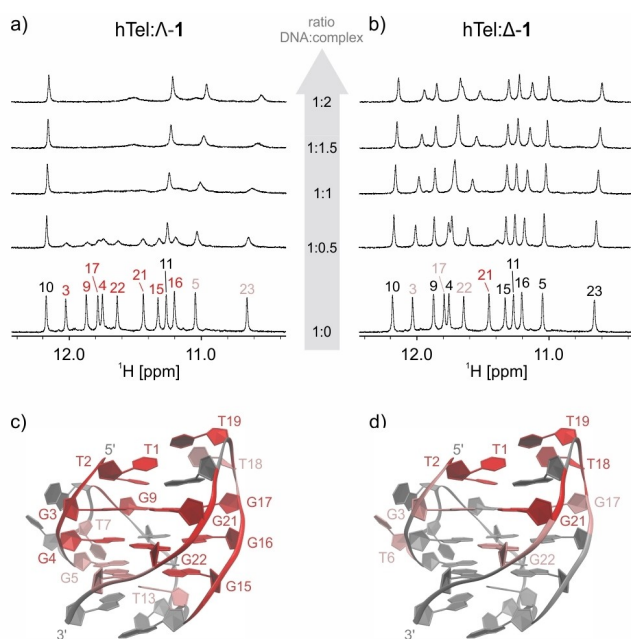 a)
hTel:Λ-1
ratio
DNA:complex
b)
hTel:Δ-1
1:2
1:1.5
1:1
1:0.5
1:0
10 3 9 17 4 22 21 15 11 16 5 23
12.0 11.0
¹H [ppm]
10 3 9 17 4 22 21 15 11 16 5 23
12.0 11.0
¹H [ppm]
c)
T19
5'
T1
T2
T18
G3
G9
G17
T7
G21
G4
G16
G5
G22
G15
T13
3'
d)
T19
5'
T1
T2
T18
G3
G17
G21
T6
G22
3'